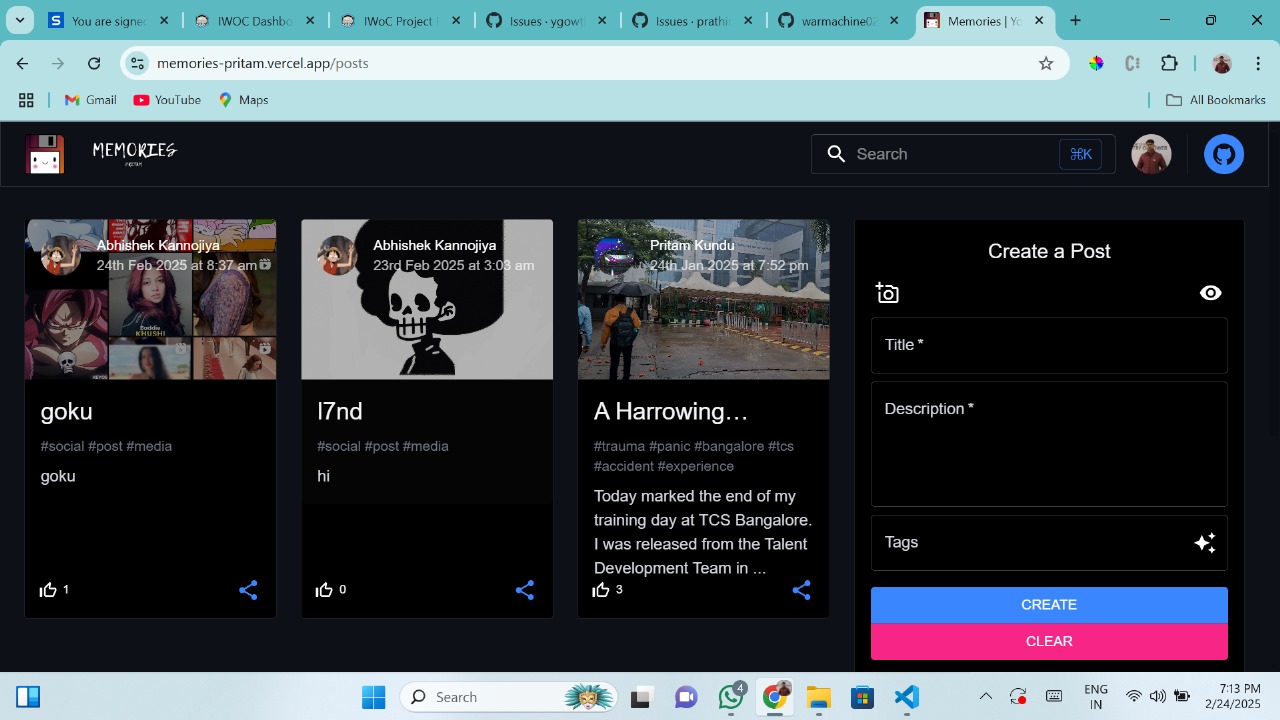 You are signed
IWOC Dashbo
IWoC Project
Issues · ygowt
Issues · prathi
warmachine02
Memories | Yo
memories-pritam.vercel.app/posts
Gmail
YouTube
Maps
All Bookmarks
MEMORIES
Search
⌘K
Abhishek Kannojiya
24th Feb 2025 at 8:37 am
Baddie
KHUSHI
goku
#social #post #media
goku
1
Abhishek Kannojiya
23rd Feb 2025 at 3:03 am
l7nd
#social #post #media
hi
0
Pritam Kundu
24th Jan 2025 at 7:52 pm
A Harrowing…
#trauma #panic #bangalore #tcs
#accident #experience
Today marked the end of my
training day at TCS Bangalore.
I was released from the Talent
Development Team in ...
3
Create a Post
Title *
Description *
Tags
CREATE
CLEAR
Search
4
ENG
IN
7:13 PM
2/24/2025